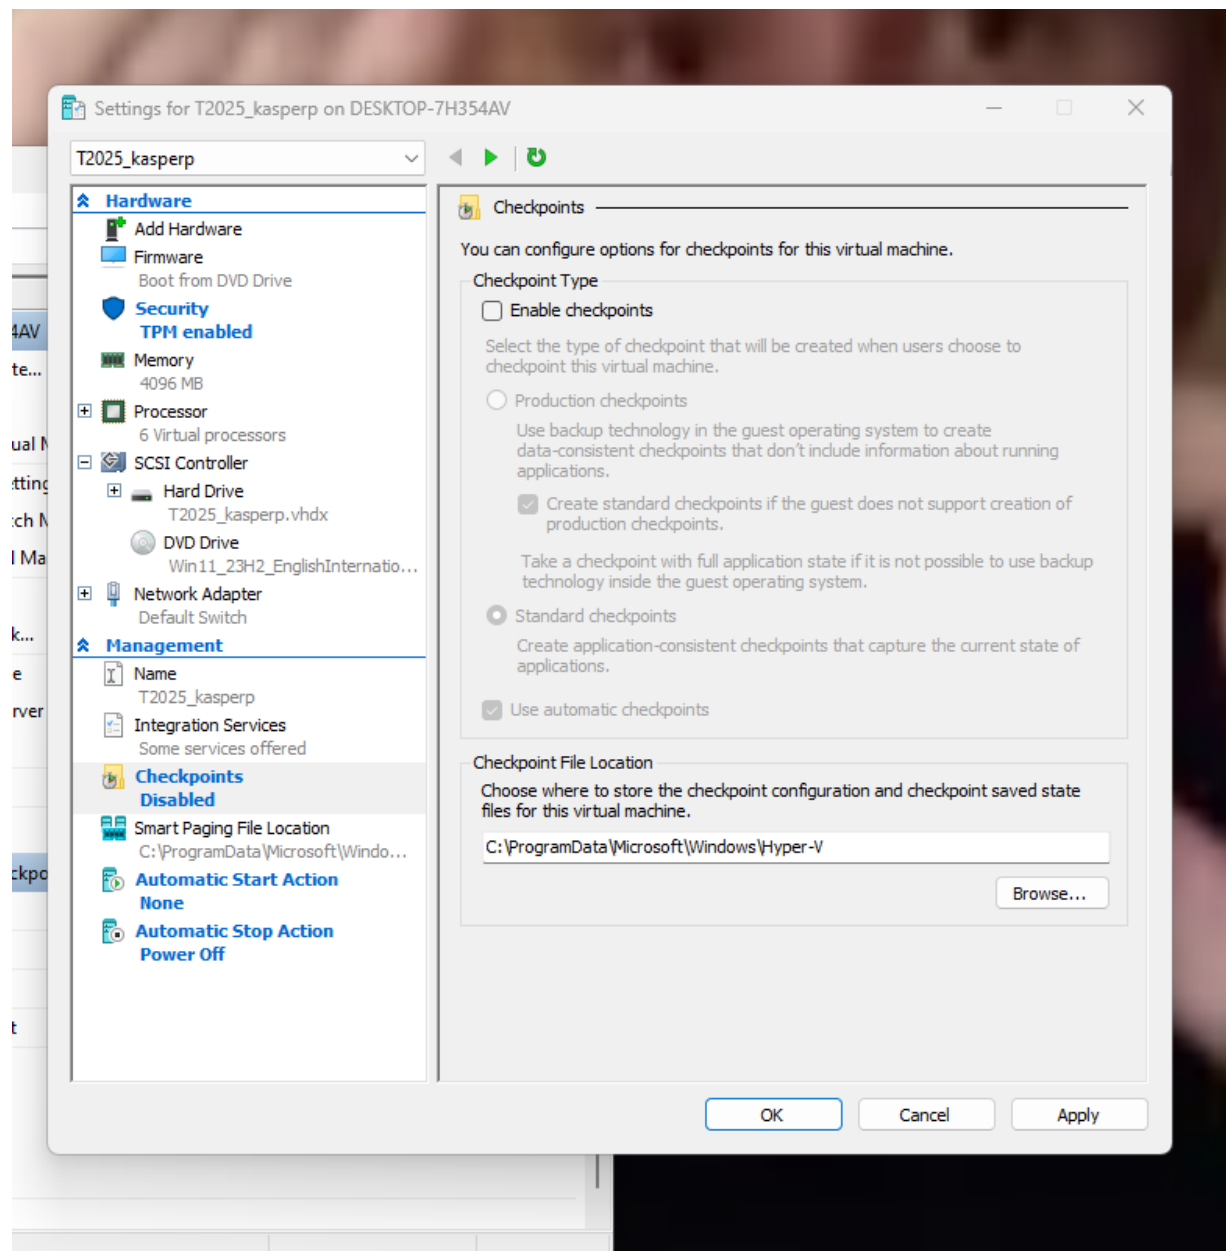 Settings for T2025_kasperp on DESKTOP-7H354AV
T2025_kasperp
Hardware
Add Hardware
Firmware
Boot from DVD Drive
Security
TPM enabled
Memory
4096 MB
Processor
6 Virtual processors
SCSI Controller
Hard Drive
T2025_kasperp.vhdx
DVD Drive
Win11_23H2_EnglishInternatio...
Network Adapter
Default Switch
Management
Name
T2025_kasperp
Integration Services
Some services offered
Checkpoints
Disabled
Smart Paging File Location
C:\ProgramData\Microsoft\Windo...
Automatic Start Action
None
Automatic Stop Action
Power Off
Checkpoints
You can configure options for checkpoints for this virtual machine.
Checkpoint Type
Enable checkpoints
Select the type of checkpoint that will be created when users choose to
checkpoint this virtual machine.
Production checkpoints
Use backup technology in the guest operating system to create
data-consistent checkpoints that don't include information about running
applications.
Create standard checkpoints if the guest does not support creation of
production checkpoints.
Take a checkpoint with full application state if it is not possible to use backup
technology inside the guest operating system.
Standard checkpoints
Create application-consistent checkpoints that capture the current state of
applications.
Use automatic checkpoints
Checkpoint File Location
Choose where to store the checkpoint configuration and checkpoint saved state
files for this virtual machine.
C:\ProgramData\Microsoft\Windows\Hyper-V
Browse...
OK
Cancel
Apply
4AV
te...
ual M
tting
tch M
l Ma
k...
e
rver
ckpo
t